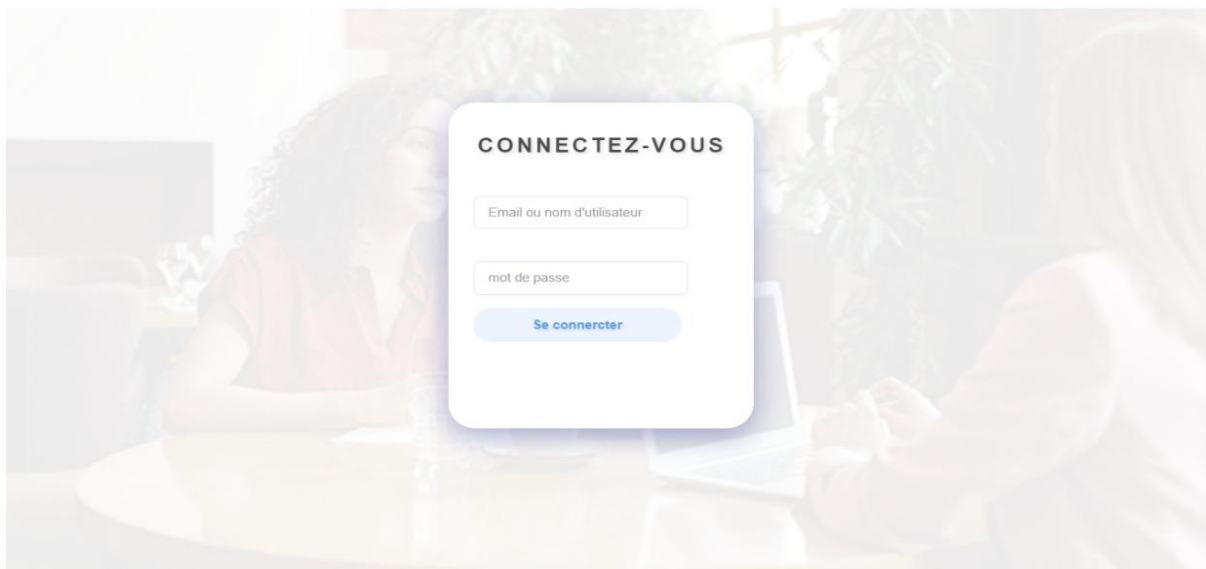 CONNECTEZ-VOUS
Email ou nom d'utilisateur
mot de passe
Se connercter